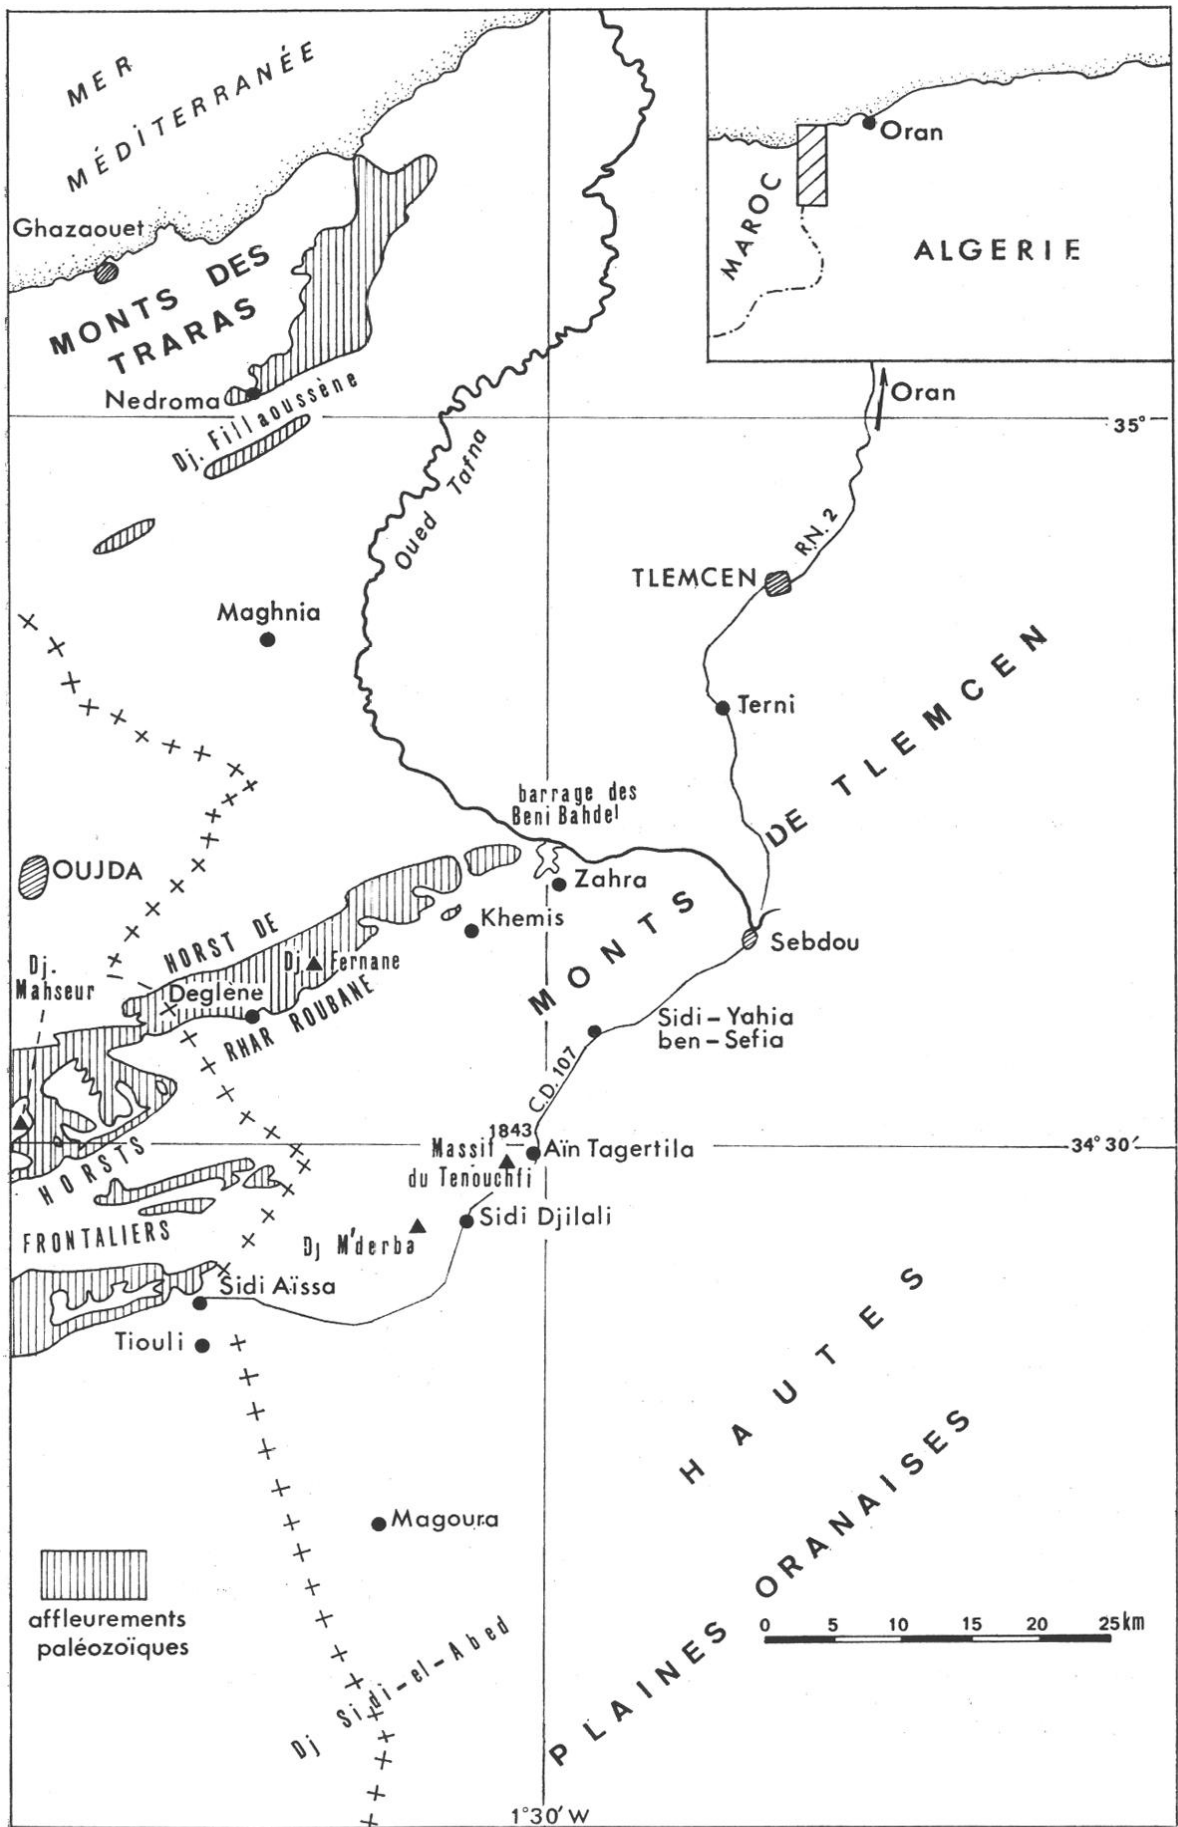 MER
MÉDITERRANÉE
Ghazaouet
MONTS DES
TRARAS
Nedroma
Dj. Fillaoussène
Oran
MAROC
ALGERIE
Oran
35°
Oued Tafna
R.N. 2
TLEMCEN
Maghnia
Terni
DE TLEMCEN
barrage des
Beni Bahdel
OUJDA
Zahra
Khemis
MONTS
Sebdou
HORST DE
Dj Fernane
Dj.
Mahseur
Deglène
RHAR ROUBANE
Sidi-Yahia
ben-Sefia
C.D. 107
1843
Massif
du Tenouchfi
Aïn Tagertila
34°30'
HORSTS
FRONTALIERS
Sidi Djilali
Dj M'derba
Sidi Aïssa
Tiouli
HAUTES
PLAINES ORANAISES
Magoura
affleurements
paléozoïques
0 5 10 15 20 25 km
Dj Sidi-el-Abed
1°30' W